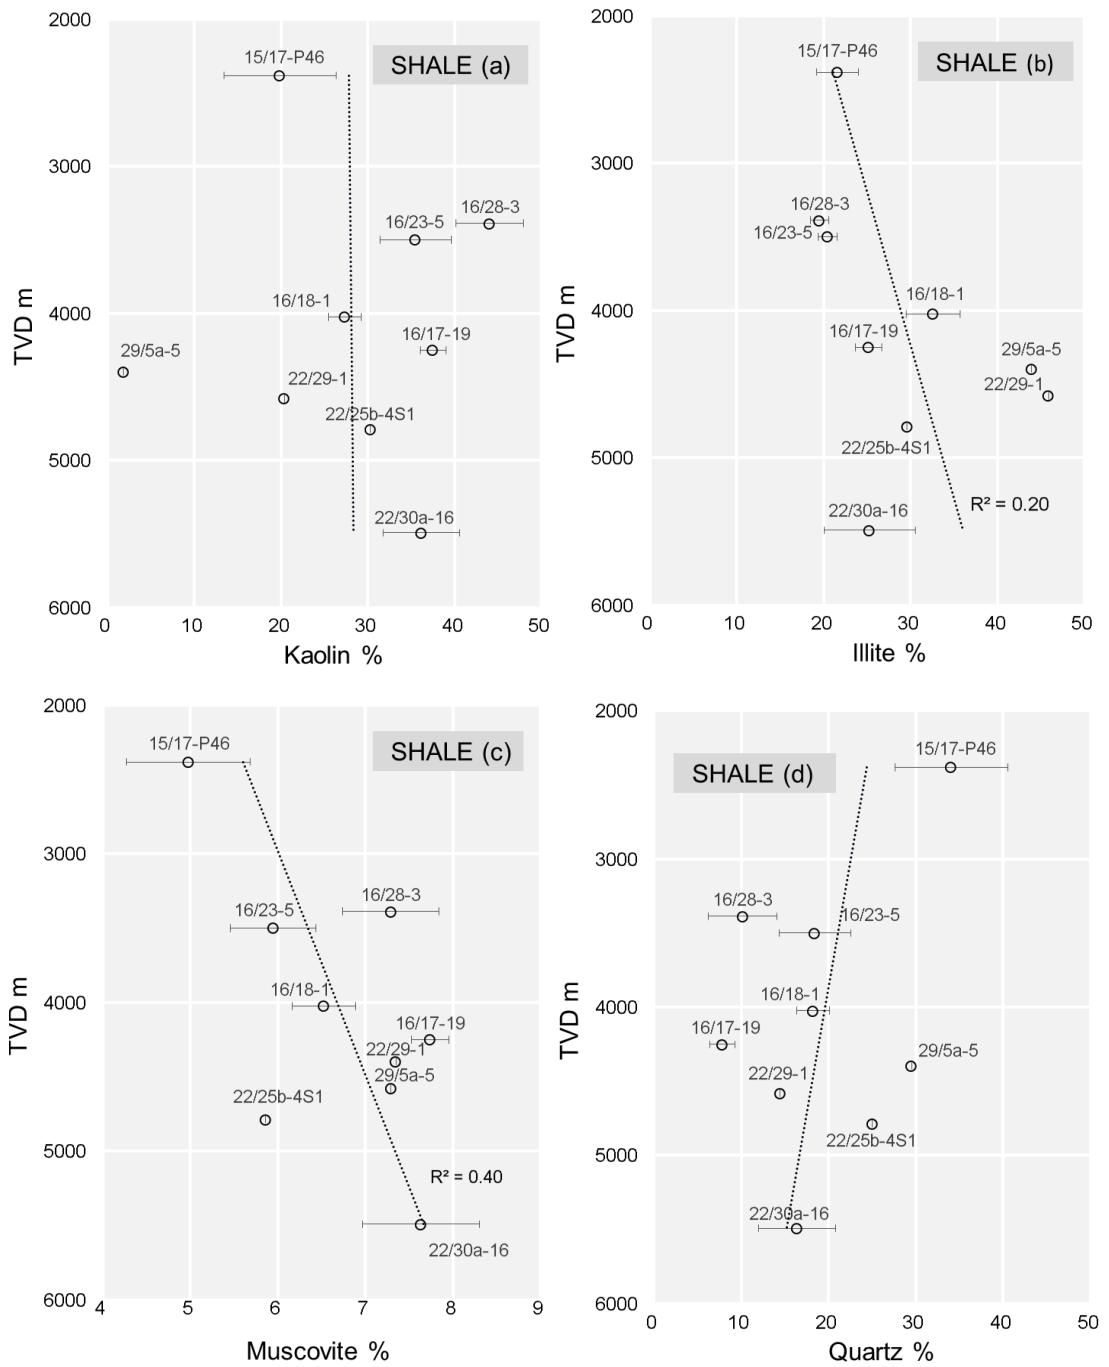 2000
15/17-P46
SHALE (a)
3000
16/28-3
16/23-5
16/18-1
4000
16/17-19
29/5a-5
22/29-1
22/25b-4S1
5000
22/30a-16
6000
0 10 20 30 40 50
TVD m
Kaolin %
2000
15/17-P46
SHALE (b)
3000
16/28-3
16/23-5
16/18-1
4000
16/17-19
29/5a-5
22/29-1
22/25b-4S1
5000
R² = 0.20
22/30a-16
6000
0 10 20 30 40 50
TVD m
Illite %
2000
15/17-P46
SHALE (c)
3000
16/28-3
16/23-5
16/18-1
4000
16/17-19
22/29-1
29/5a-5
22/25b-4S1
5000
R² = 0.40
22/30a-16
6000
4 5 6 7 8 9
TVD m
Muscovite %
2000
15/17-P46
SHALE (d)
3000
16/28-3
16/23-5
16/18-1
4000
16/17-19
29/5a-5
22/29-1
22/25b-4S1
5000
22/30a-16
6000
0 10 20 30 40 50
TVD m
Quartz %